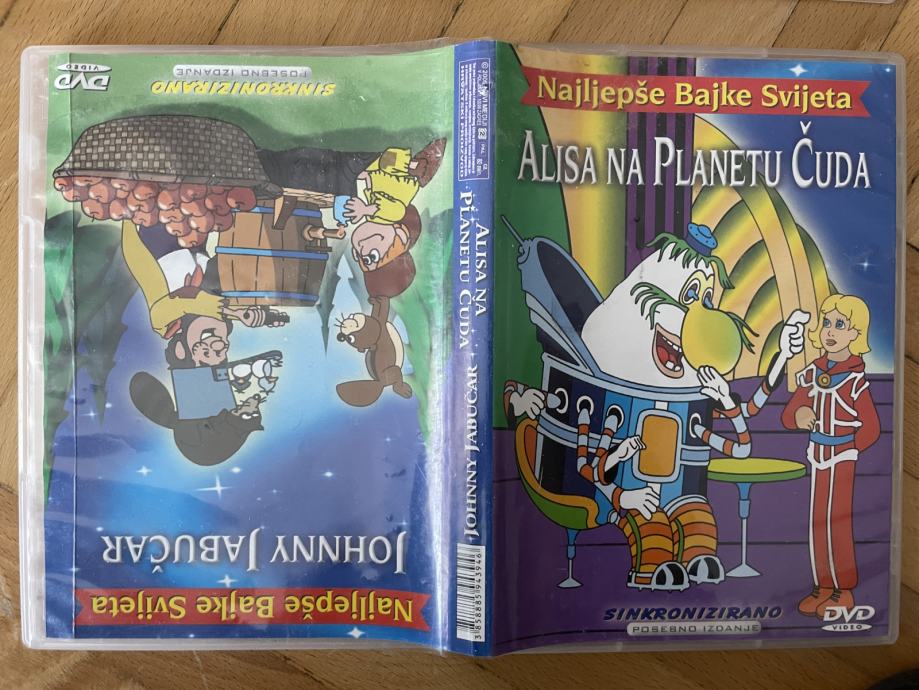 Najljepše Bajke Svijeta
ALISA NA PLANETU ČUDA
SINKRONIZIRANO
POSEBNO IZDANJE
DVD
VIDEO
ALISA NA
PLANETU ČUDA - JOHNNY JABUČAR
3858885943946
Najljepše Bajke Svijeta
JOHNNY JABUČAR
SINKRONIZIRANO
POSEBNO IZDANJE
DVD
VIDEO